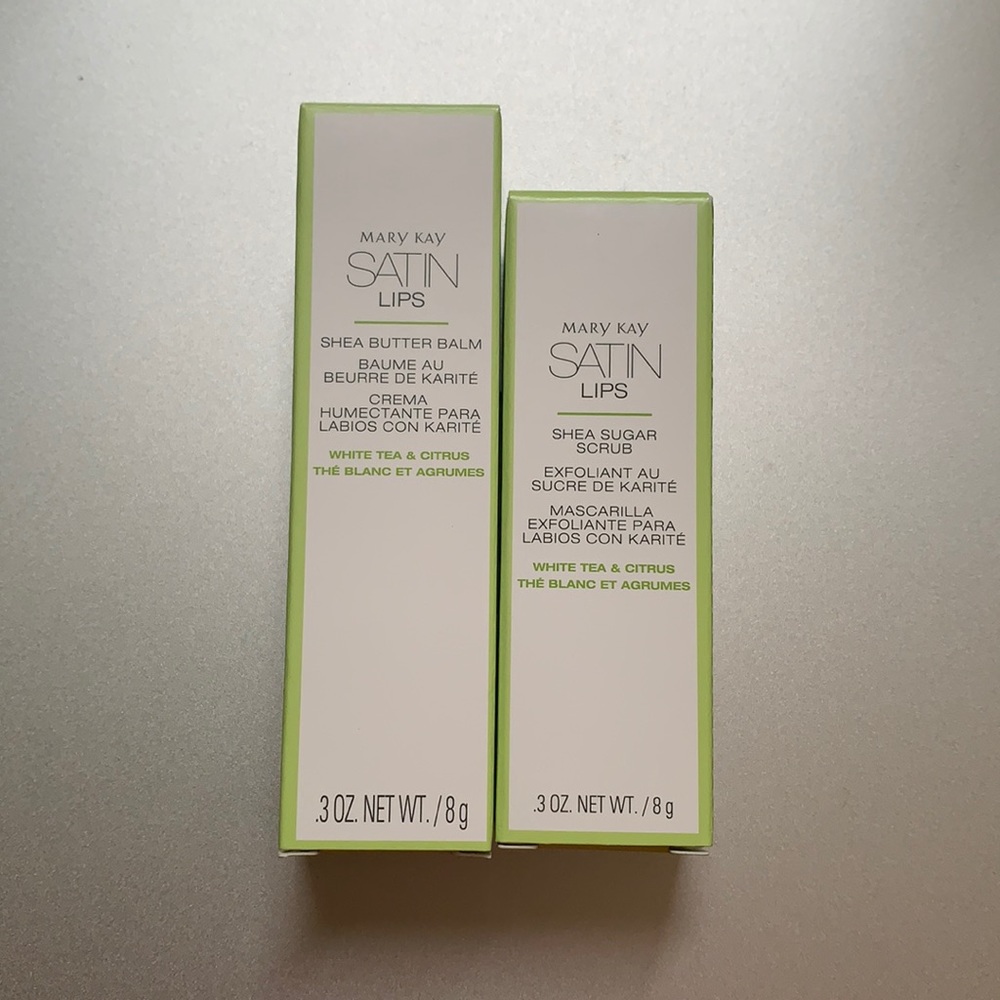 MARY KAY
SATIN
LIPS
SHEA BUTTER BALM
BAUME AU
BEURRE DE KARITÉ
CREMA
HUMECTANTE PARA
LABIOS CON KARITÉ
WHITE TEA & CITRUS
THÉ BLANC ET AGRUMES
.3 OZ. NET WT. / 8 g
MARY KAY
SATIN
LIPS
SHEA SUGAR
SCRUB
EXFOLIANT AU
SUCRE DE KARITÉ
MASCARILLA
EXFOLIANTE PARA
LABIOS CON KARITÉ
WHITE TEA & CITRUS
THÉ BLANC ET AGRUMES
.3 OZ. NET WT. / 8 g